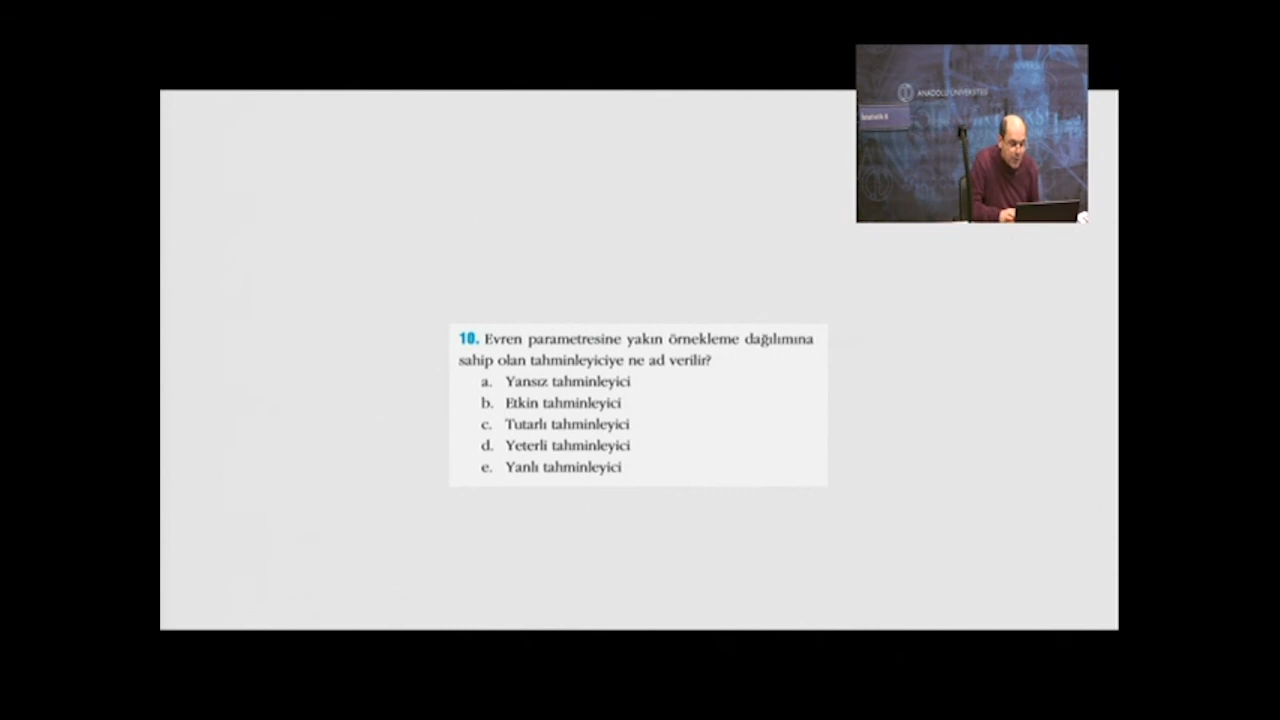 ANADOLU ÜNİVERSİTESİ
10. Evren parametresine yakın örnekleme dağılımına
sahip olan tahminleyiciye ne ad verilir?
a. Yansız tahminleyici
b. Etkin tahminleyici
c. Tutarlı tahminleyici
d. Yeterli tahminleyici
e. Yanlı tahminleyici